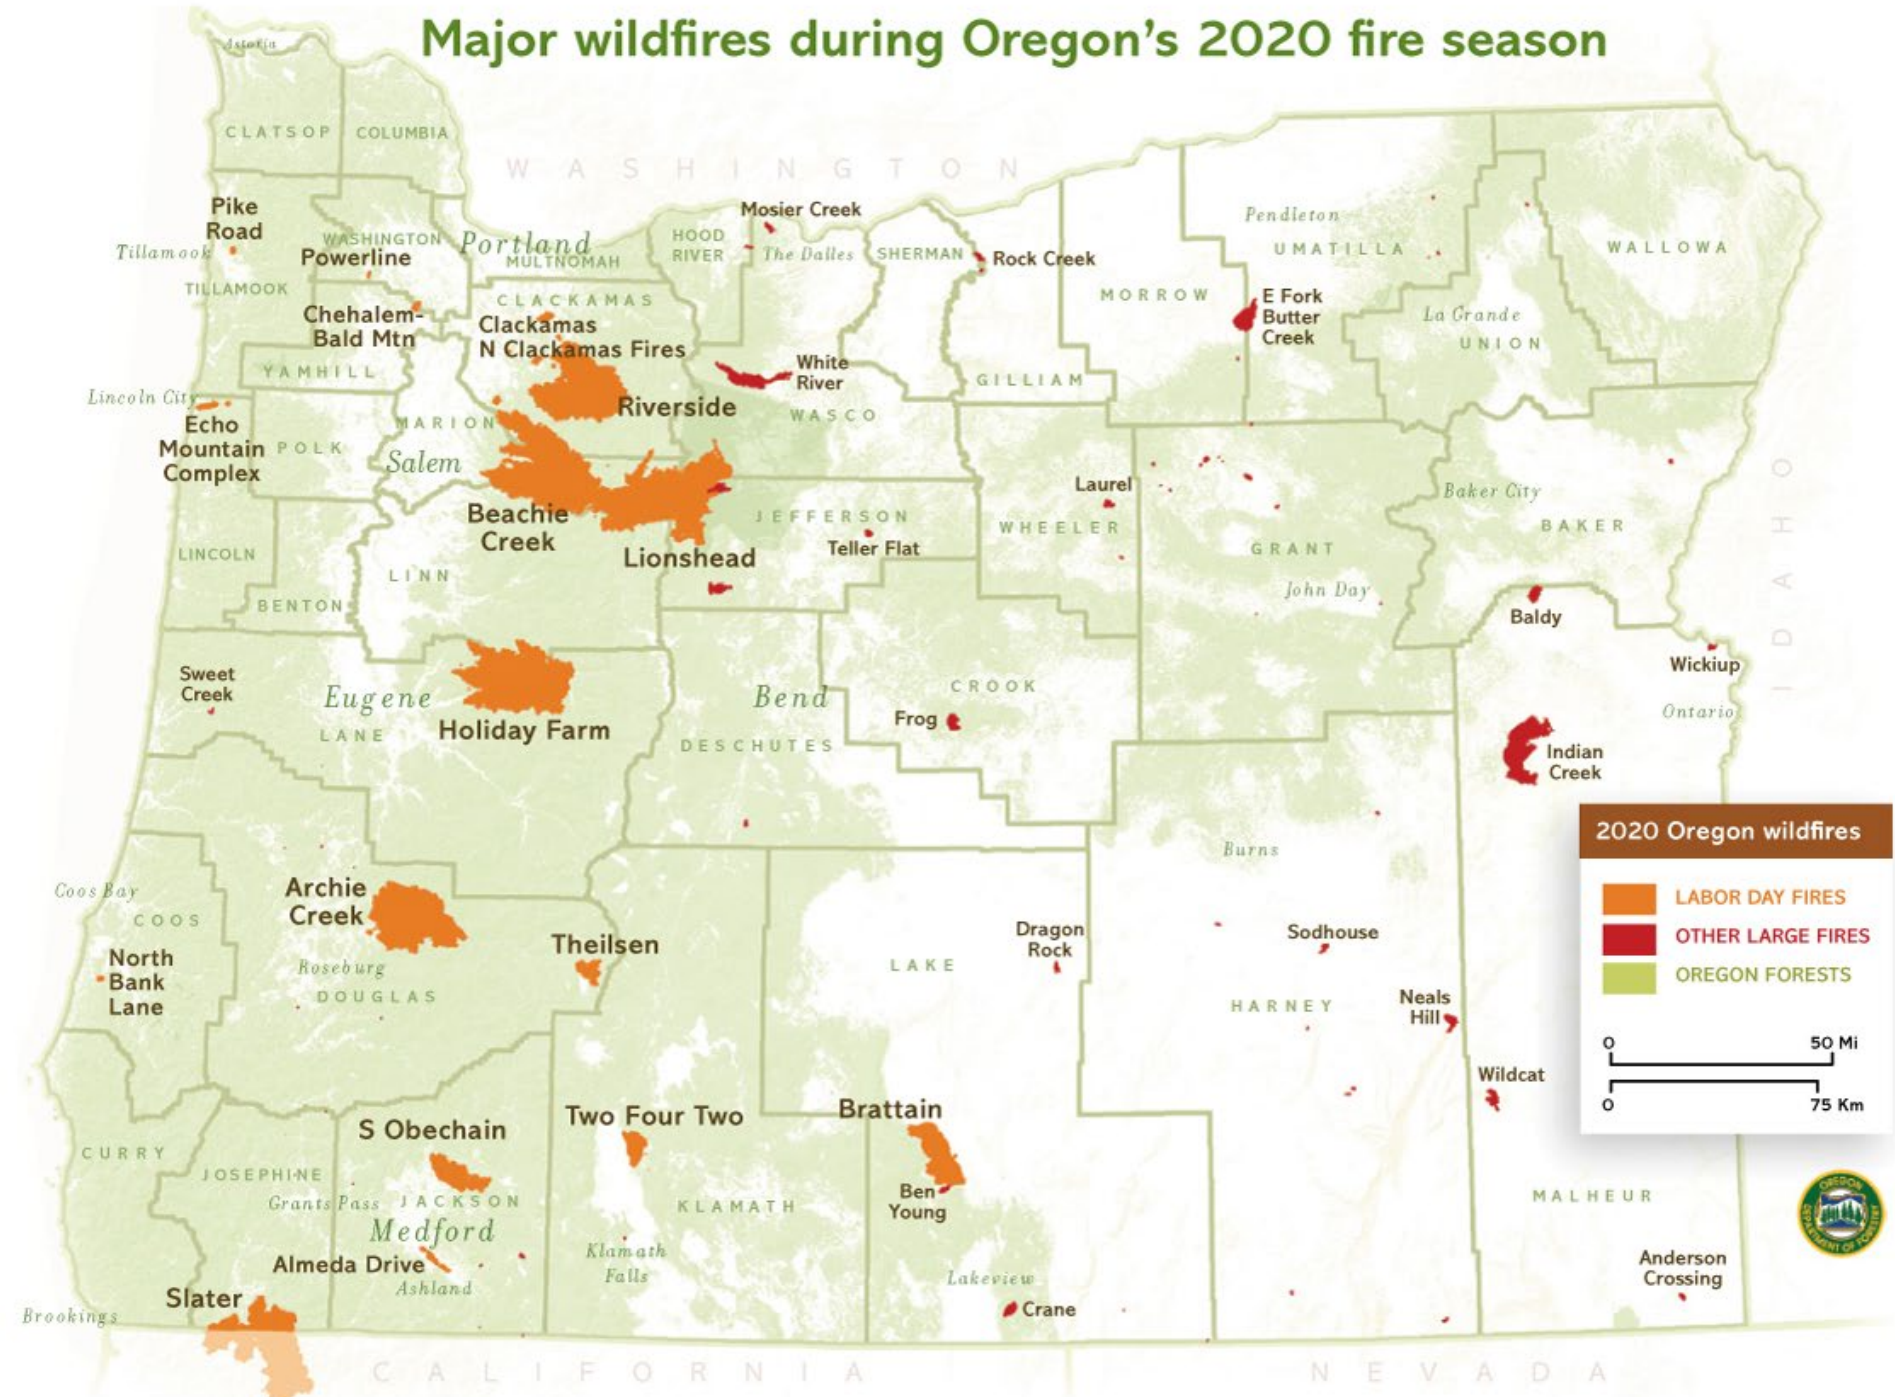 Major wildfires during Oregon's 2020 fire season
Astoria
CLATSOP
COLUMBIA
WASHINGTON
Pike
Road
Tillamook
TILLAMOOK
WASHINGTON
Powerline
Portland
MULTNOMAH
HOOD
RIVER
Mosier Creek
The Dalles
SHERMAN
Rock Creek
MORROW
Pendleton
UMATILLA
WALLOWA
Chehalem-
Bald Mtn
CLACKAMAS
Clackamas
N Clackamas Fires
E Fork
Butter
Creek
La Grande
UNION
YAMHILL
White
River
GILLIAM
Lincoln City
Echo
Mountain
Complex
POLK
MARION
Salem
Riverside
WASCO
Beachie
Creek
Lionshead
JEFFERSON
Teller Flat
Laurel
WHEELER
GRANT
John Day
Baker City
BAKER
IDAHO
LINCOLN
BENTON
LINN
Baldy
Wickiup
Ontario
Sweet
Creek
Eugene
LANE
Holiday Farm
Bend
DESCHUTES
Frog
CROOK
Indian
Creek
2020 Oregon wildfires
LABOR DAY FIRES
OTHER LARGE FIRES
OREGON FORESTS
0 50 Mi
0 75 Km
Burns
Coos Bay
COOS
Archie
Creek
North
Bank
Lane
Roseburg
DOUGLAS
Theilsen
LAKE
Dragon
Rock
Sodhouse
HARNEY
Neals
Hill
Wildcat
CURRY
JOSEPHINE
Grants Pass
S Obechain
JACKSON
Medford
Two Four Two
KLAMATH
Brattain
Ben
Young
MALHEUR
Almeda Drive
Ashland
Klamath
Falls
Lakeview
Crane
Anderson
Crossing
Slater
Brookings
CALIFORNIA
NEVADA
OREGON
DEPARTMENT OF FORESTRY